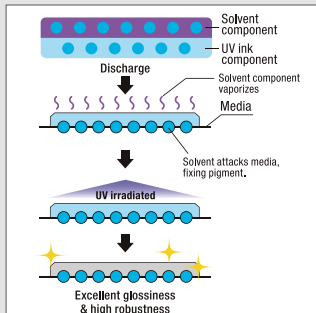 Solvent
component
UV ink
component
Discharge
Solvent component
vaporizes
Media
Solvent attacks media,
fixing pigment.
UV irradiated
Excellent glossiness
& high robustness